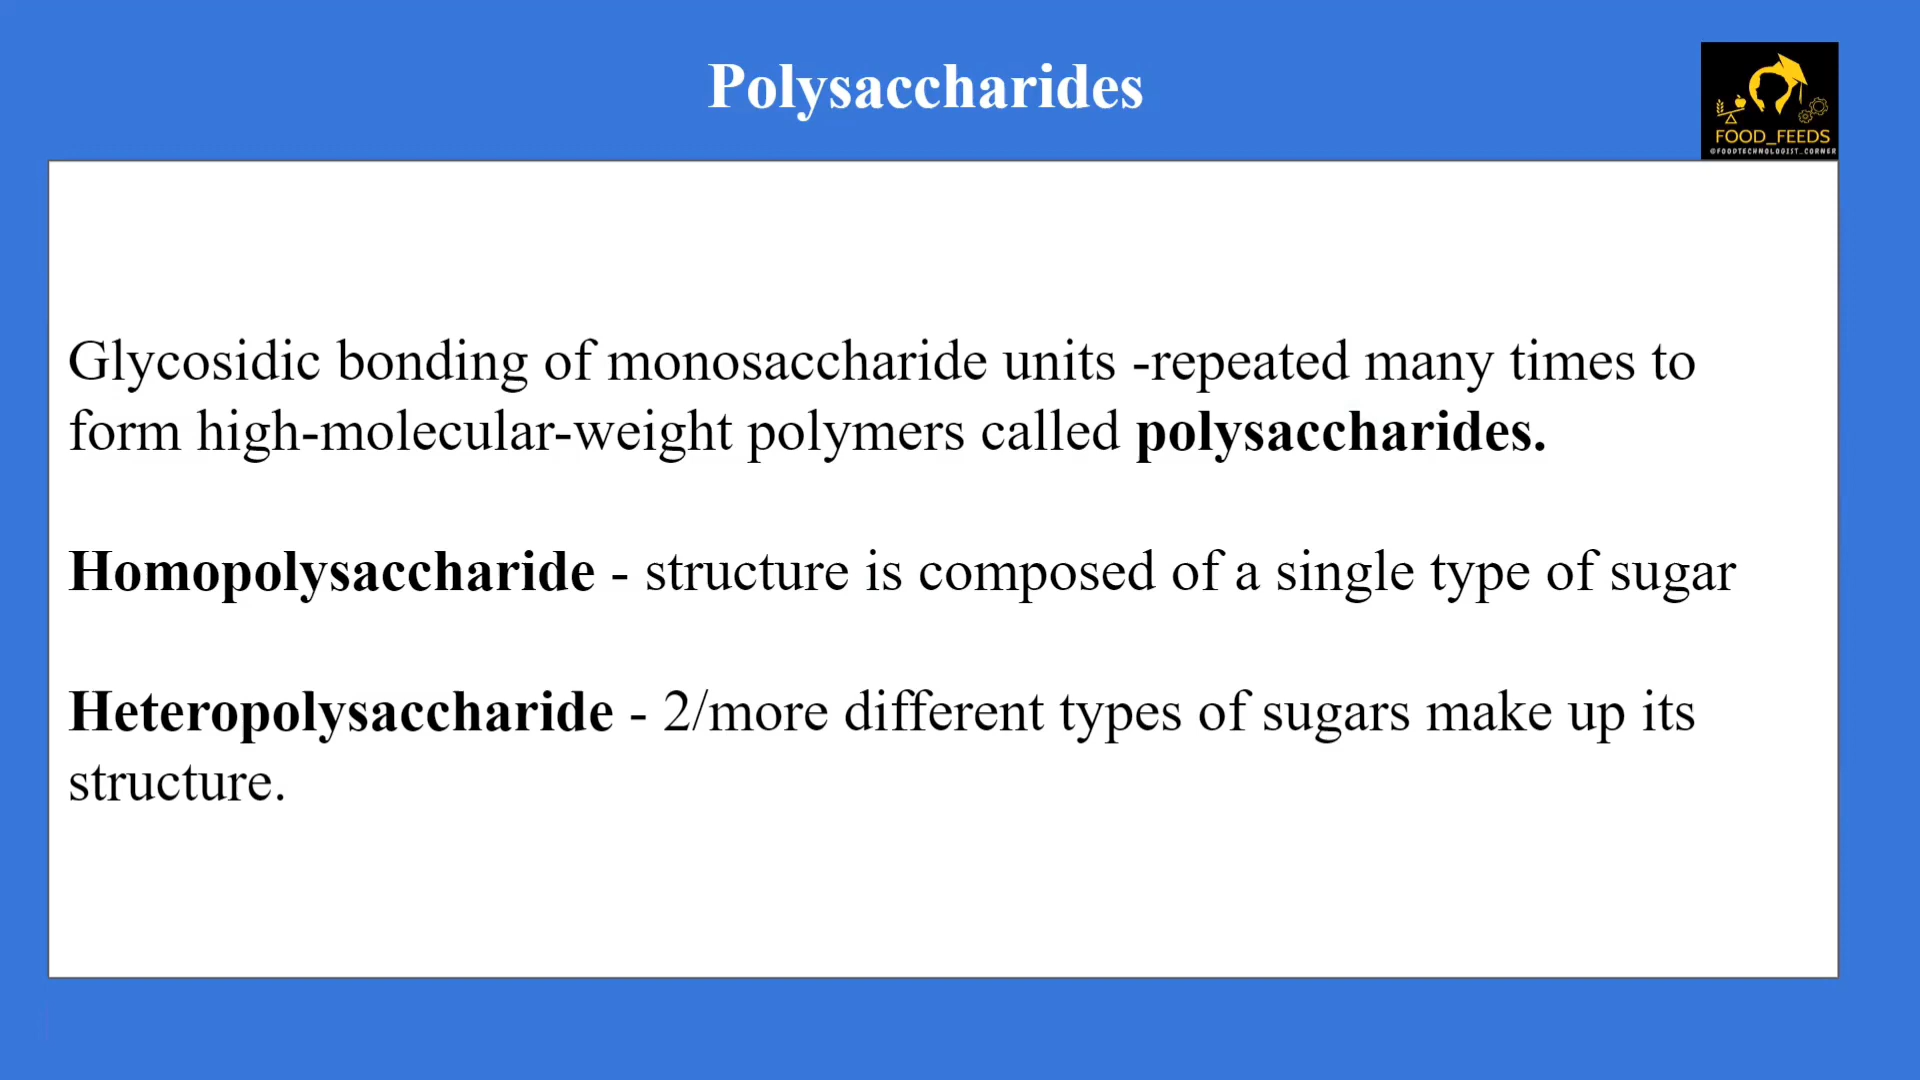 Polysaccharides
FOOD_FEEDS
@FOODTECHNOLOGIST_CORNER
Glycosidic bonding of monosaccharide units -repeated many times to
form high-molecular-weight polymers called polysaccharides.
Homopolysaccharide - structure is composed of a single type of sugar
Heteropolysaccharide - 2/more different types of sugars make up its
structure.